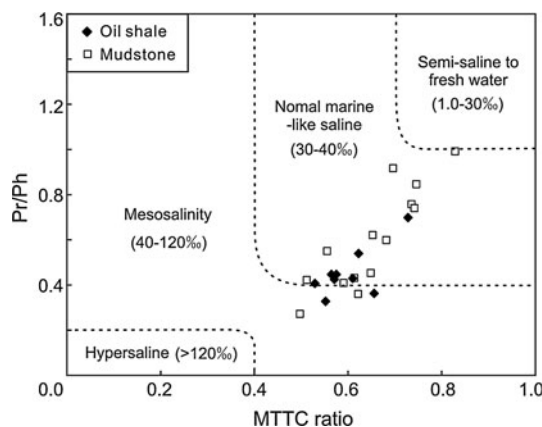 1.6
1.2
0.8
0.4
0.0
Pr/Ph
Oil shale
Mudstone
Semi-saline to
fresh water
(1.0-30‰)
Nomal marine
-like saline
(30-40‰)
Mesosalinity
(40-120‰)
Hypersaline (>120‰)
0.2 0.4 0.6 0.8 1.0
MTTC ratio